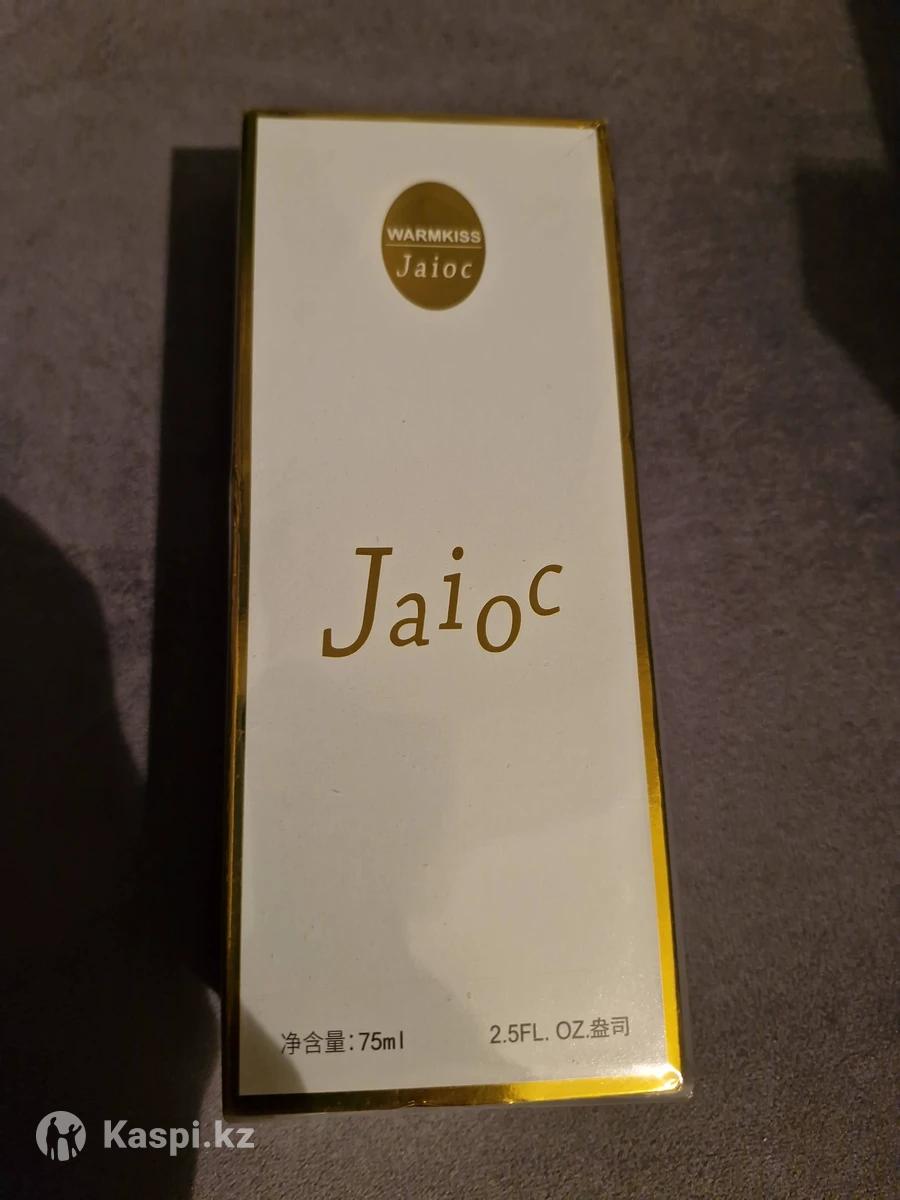 WARMKISS
Jaioc
Jaioc
净含量:75ml
2.5FL. OZ.盎司
Kaspi.kz